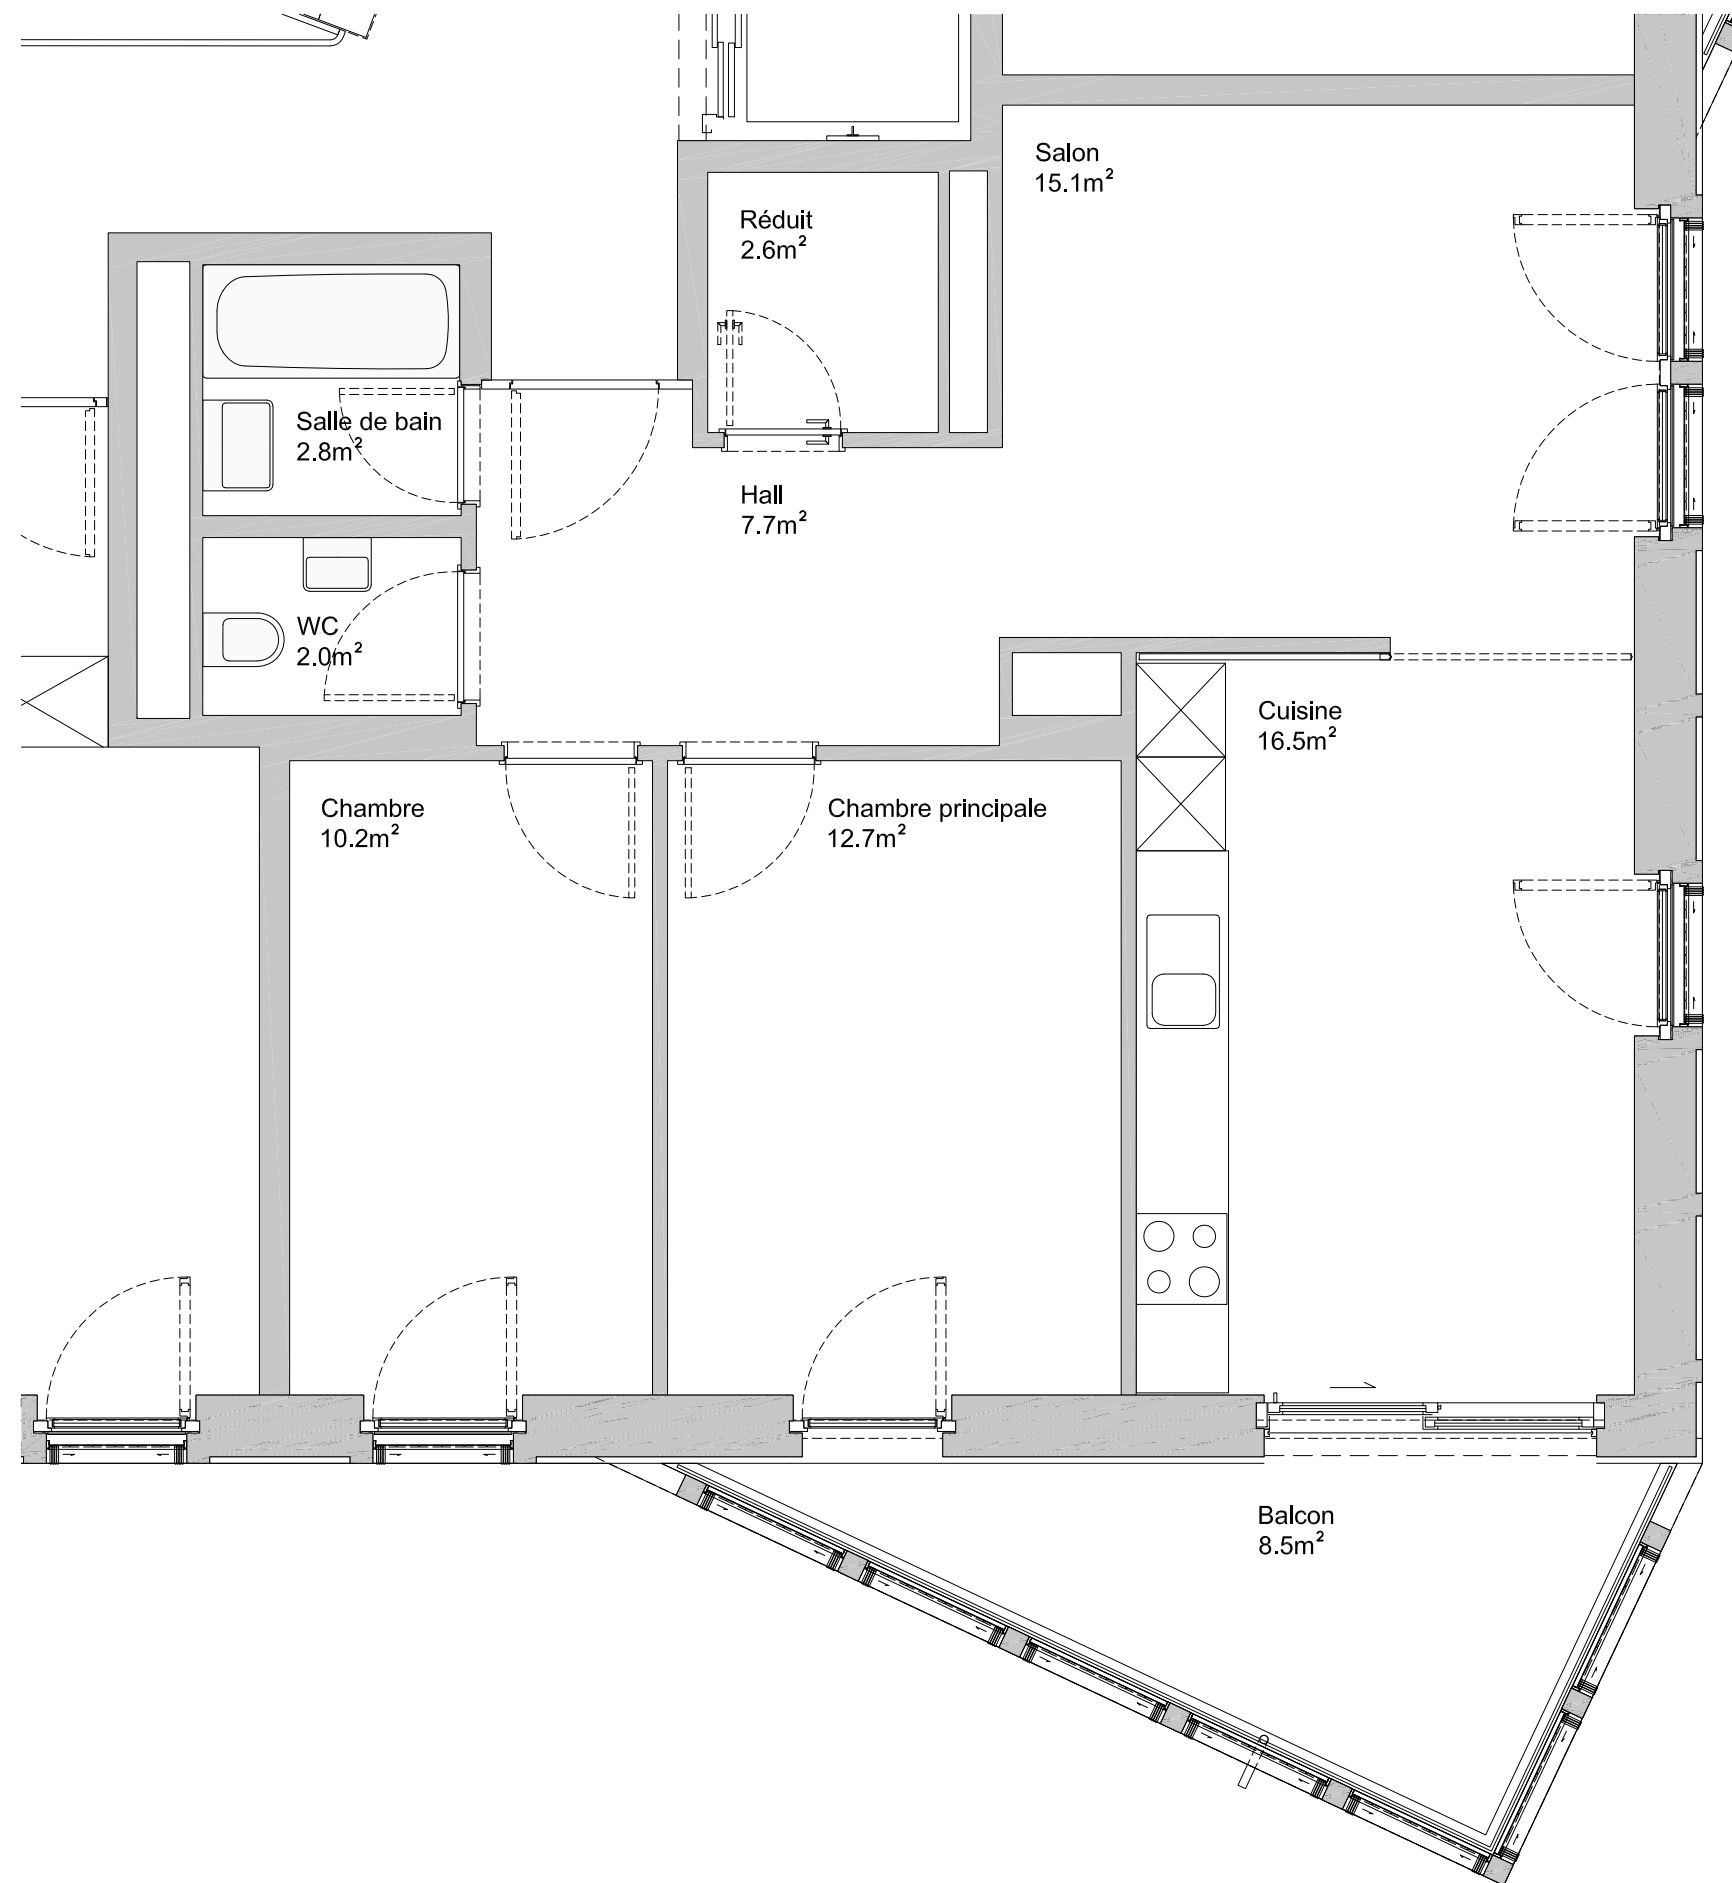 Salon
15.1m²
Réduit
2.6m²
Salle de bain
2.8m²
Hall
7.7m²
WC
2.0m²
Cuisine
16.5m²
Chambre
10.2m²
Chambre principale
12.7m²
Balcon
8.5m²